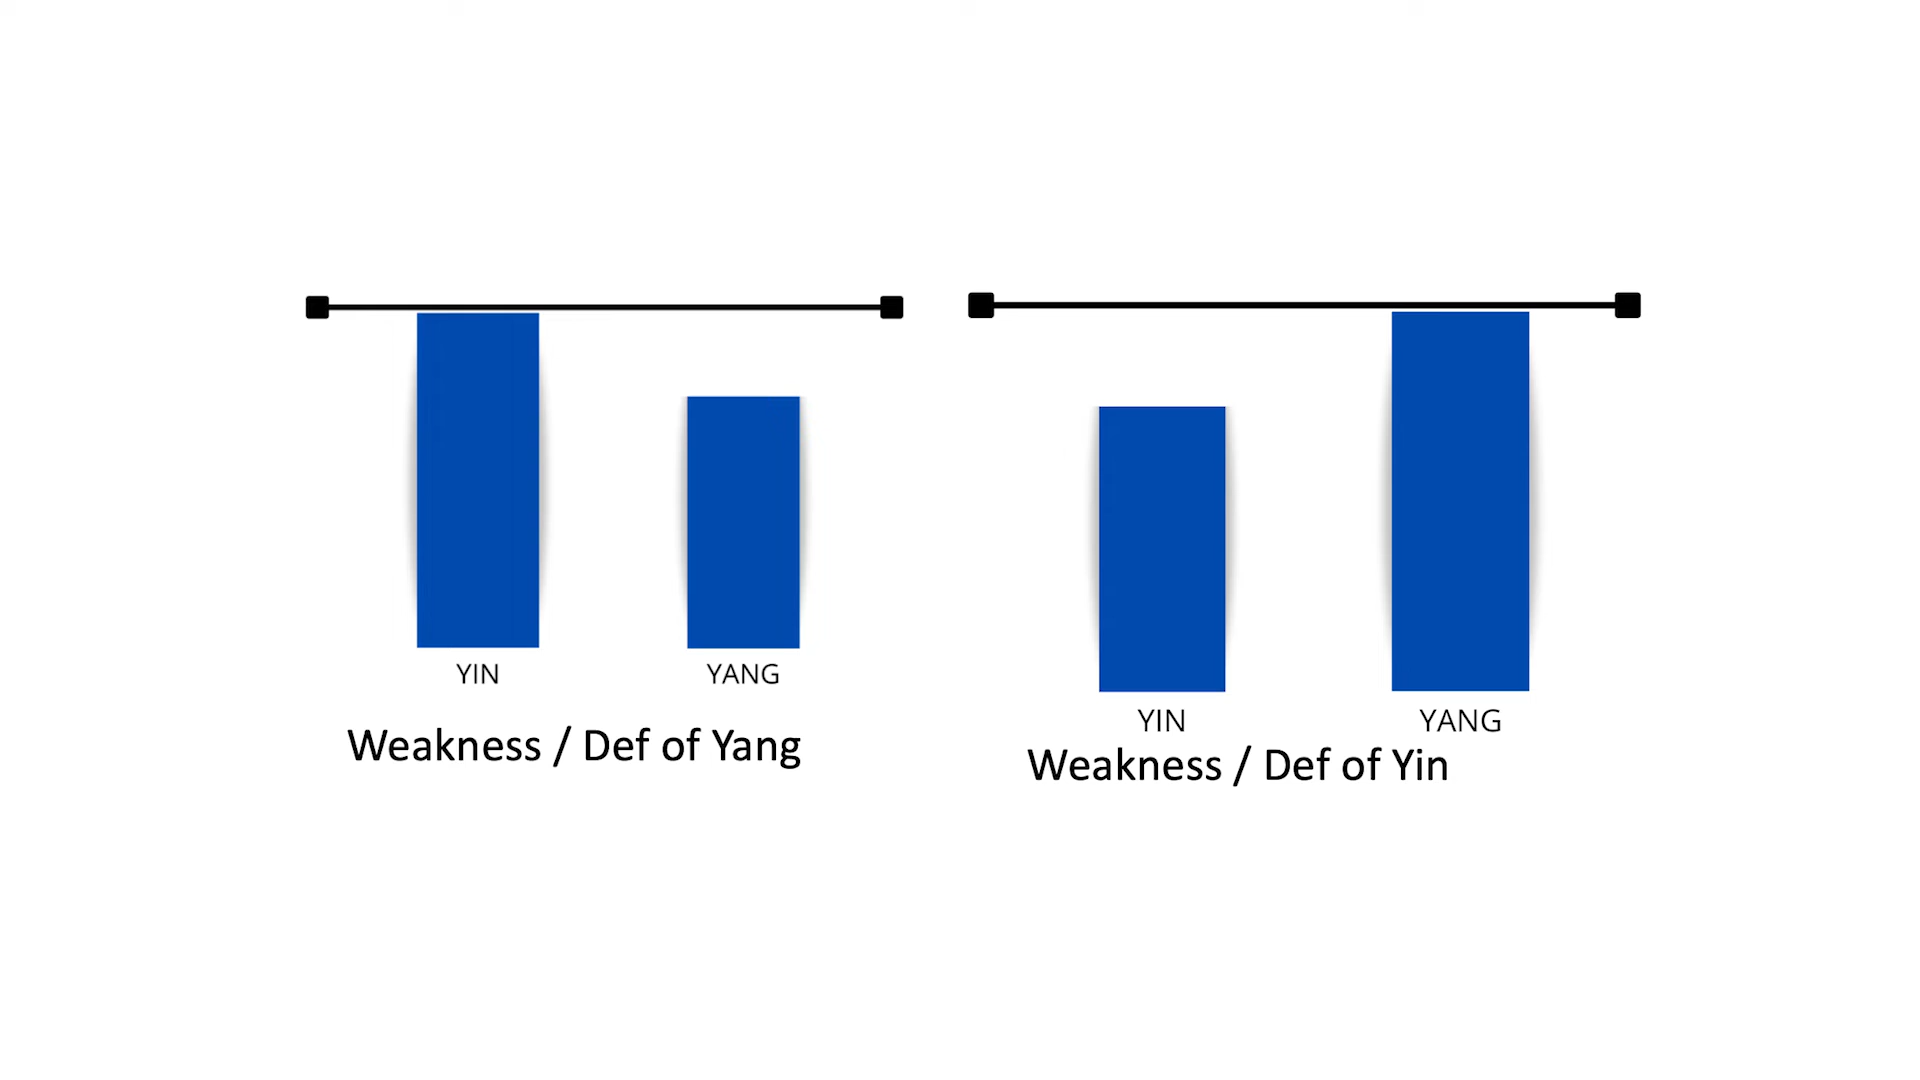 YIN
YANG
Weakness / Def of Yang
YIN
YANG
Weakness / Def of Yin